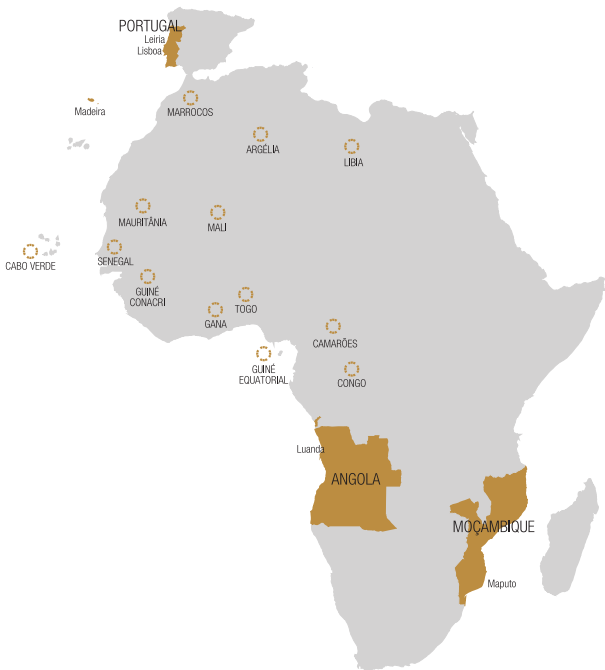 PORTUGAL
Leiria
Lisboa
Madeira
MARROCOS
ARGÉLIA
LÍBIA
MAURITÂNIA
MALI
CABO VERDE
SENEGAL
GUINÉ
CONACRI
TOGO
GANA
CAMARÕES
GUINÉ
EQUATORIAL
CONGO
Luanda
ANGOLA
MOÇAMBIQUE
Maputo